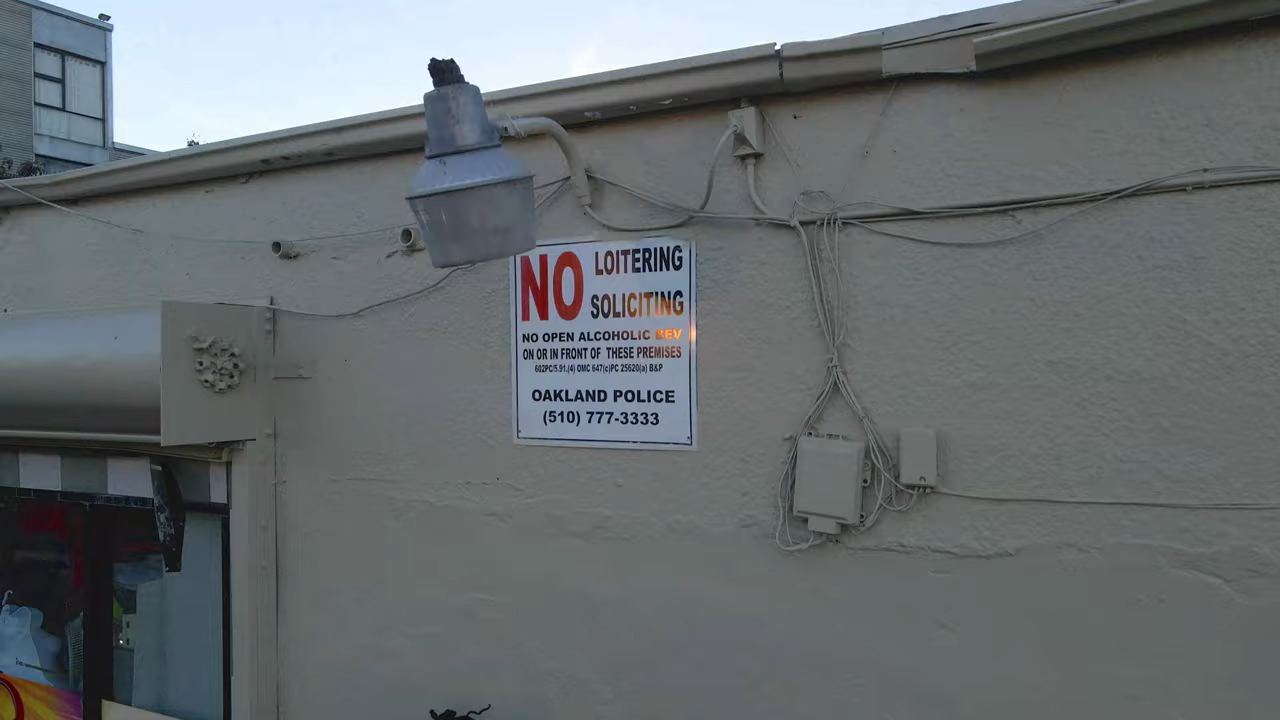 NO LOITERING
SOLICITING
NO OPEN ALCOHOLIC BEV
ON OR IN FRONT OF THESE PREMISES
602PC/5.91.(4) OMC 647(c)PC 25620(a) B&P
OAKLAND POLICE
(510) 777-3333